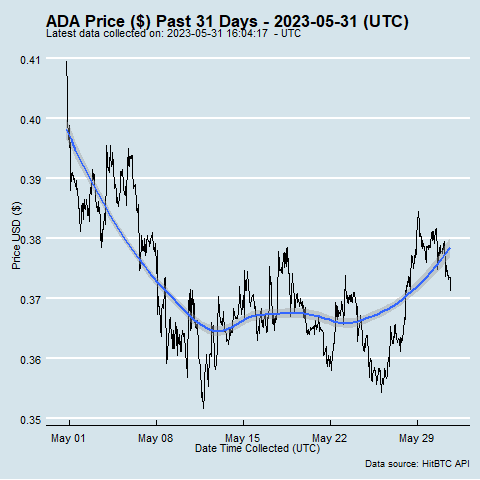 ADA Price ($) Past 31 Days - 2023-05-31 (UTC)
Latest data collected on: 2023-05-31 16:04:17 - UTC
0.41
0.40
0.39
0.38
0.37
0.36
0.35
Price USD ($)
May 01 May 08 May 15 May 22 May 29
Date Time Collected (UTC)
Data source: HitBTC API